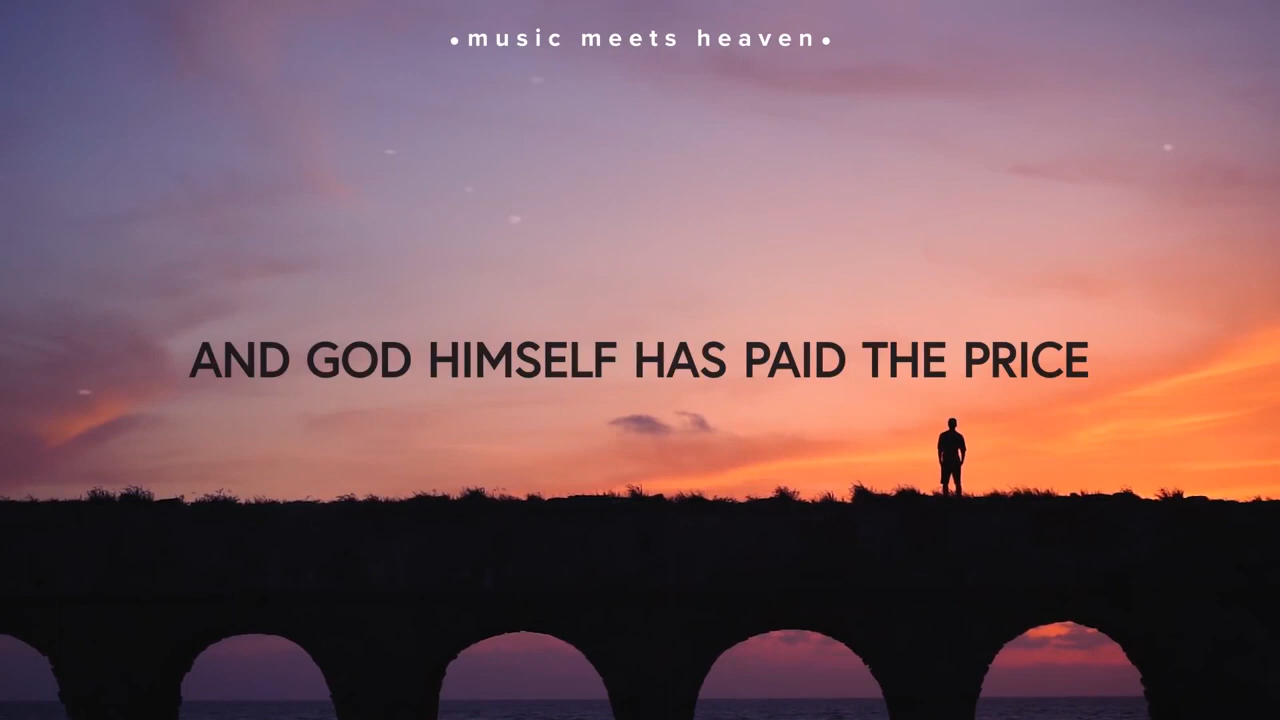 •music meets heaven•
AND GOD HIMSELF HAS PAID THE PRICE